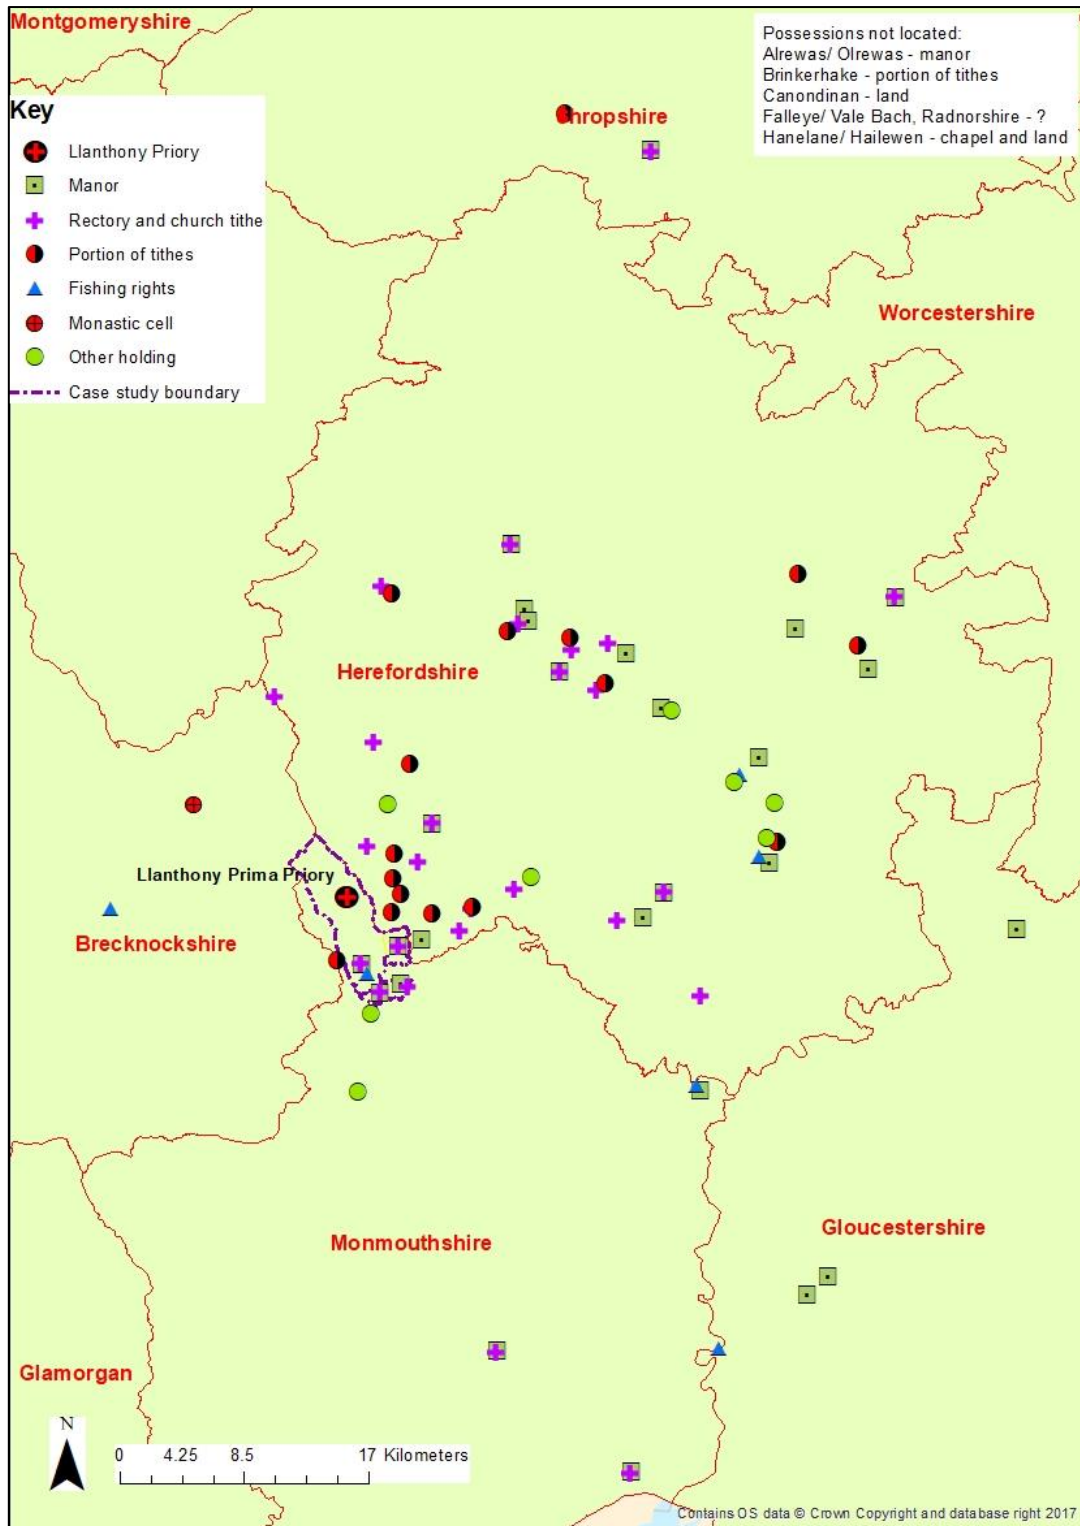 Montgomeryshire
Possessions not located:
Alrewas/ Olrewas - manor
Brinkerhake - portion of tithes
Canondinan - land
Falleye/ Vale Bach, Radnorshire - ?
Hanelane/ Hailewen - chapel and land
Key
Llanthony Priory
Manor
Rectory and church tithe
Portion of tithes
Fishing rights
Monastic cell
Other holding
Case study boundary
hropshire
Worcestershire
Herefordshire
Llanthony Prima Priory
Brecknockshire
Monmouthshire
Gloucestershire
Glamorgan
N
0 4.25 8.5 17 Kilometers
Contains OS data © Crown Copyright and database right 2017